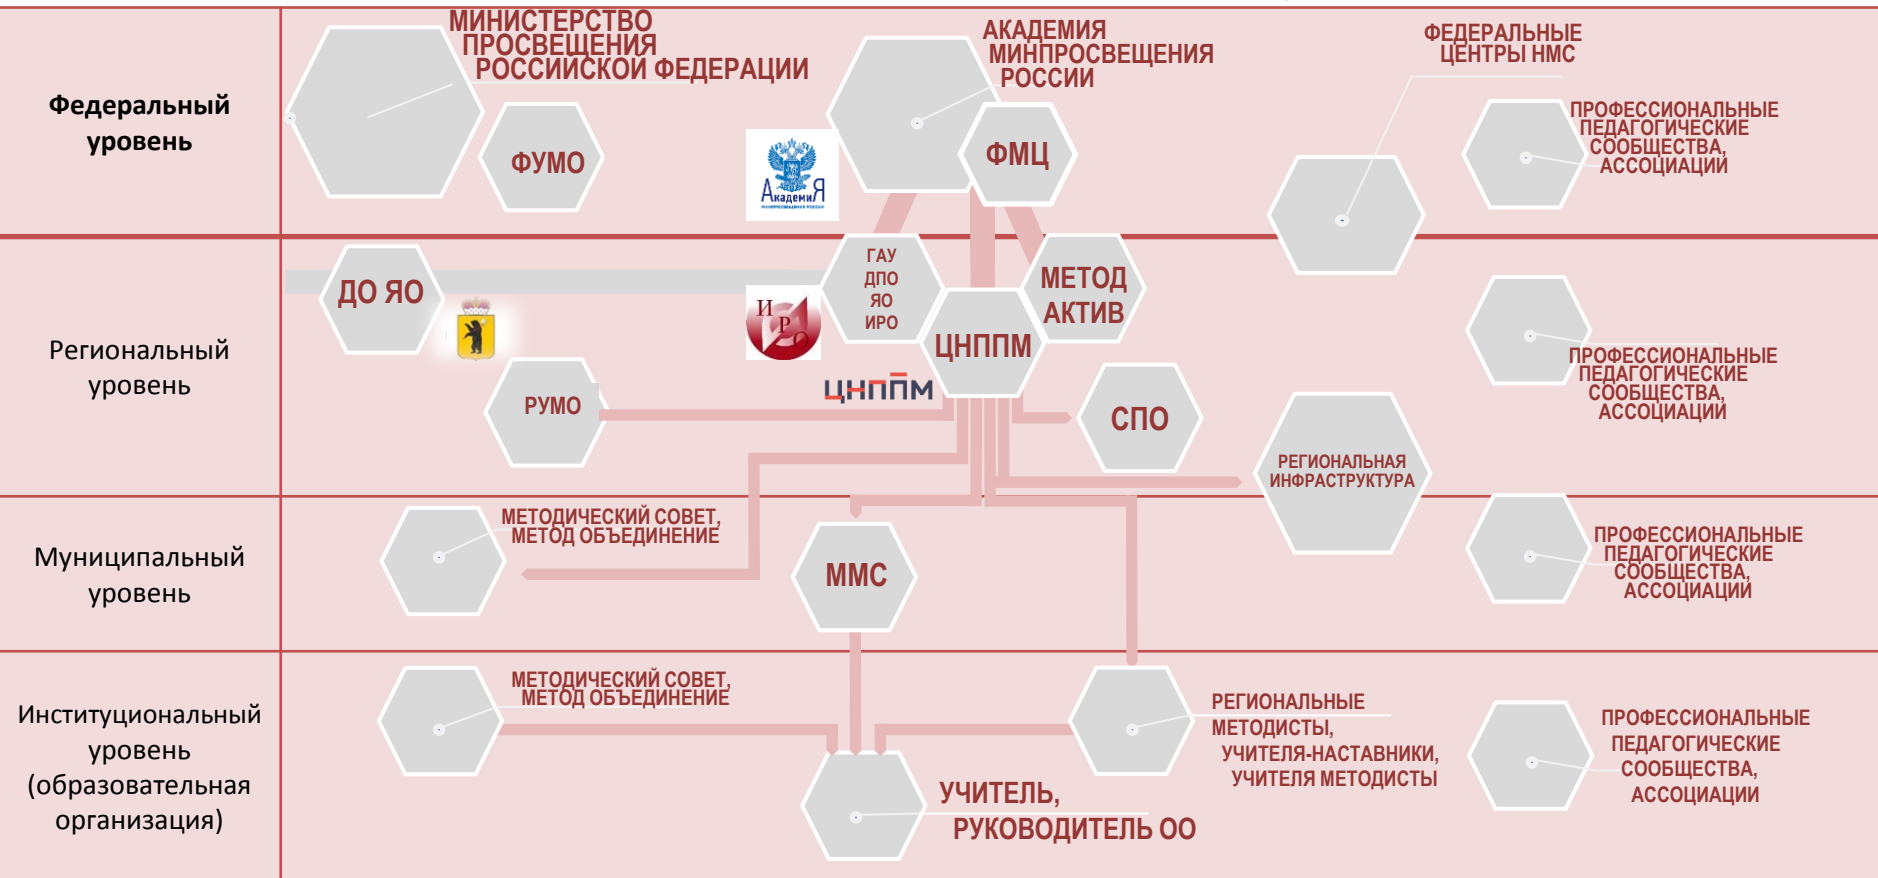 Федеральный
уровень
МИНИСТЕРСТВО
ПРОСВЕЩЕНИЯ
РОССИЙСКОЙ ФЕДЕРАЦИИ
ФУМО
АкадемиЯ
МИНПРОСВЕЩЕНИЯ РОССИИ
АКАДЕМИЯ
МИНПРОСВЕЩЕНИЯ
РОССИИ
ФМЦ
ФЕДЕРАЛЬНЫЕ
ЦЕНТРЫ НМС
ПРОФЕССИОНАЛЬНЫЕ
ПЕДАГОГИЧЕСКИЕ
СООБЩЕСТВА,
АССОЦИАЦИИ
Региональный
уровень
ДО ЯО
РУМО
И
Р
О
ЦНППМ
ГАУ
ДПО
ЯО
ИРО
ЦНППМ
МЕТОД
АКТИВ
СПО
РЕГИОНАЛЬНАЯ
ИНФРАСТРУКТУРА
ПРОФЕССИОНАЛЬНЫЕ
ПЕДАГОГИЧЕСКИЕ
СООБЩЕСТВА,
АССОЦИАЦИИ
Муниципальный
уровень
МЕТОДИЧЕСКИЙ СОВЕТ,
МЕТОД ОБЪЕДИНЕНИЕ
ММС
ПРОФЕССИОНАЛЬНЫЕ
ПЕДАГОГИЧЕСКИЕ
СООБЩЕСТВА,
АССОЦИАЦИИ
Институциональный
уровень
(образовательная
организация)
МЕТОДИЧЕСКИЙ СОВЕТ,
МЕТОД ОБЪЕДИНЕНИЕ
УЧИТЕЛЬ,
РУКОВОДИТЕЛЬ ОО
РЕГИОНАЛЬНЫЕ
МЕТОДИСТЫ,
УЧИТЕЛЯ-НАСТАВНИКИ,
УЧИТЕЛЯ МЕТОДИСТЫ
ПРОФЕССИОНАЛЬНЫЕ
ПЕДАГОГИЧЕСКИЕ
СООБЩЕСТВА,
АССОЦИАЦИИ